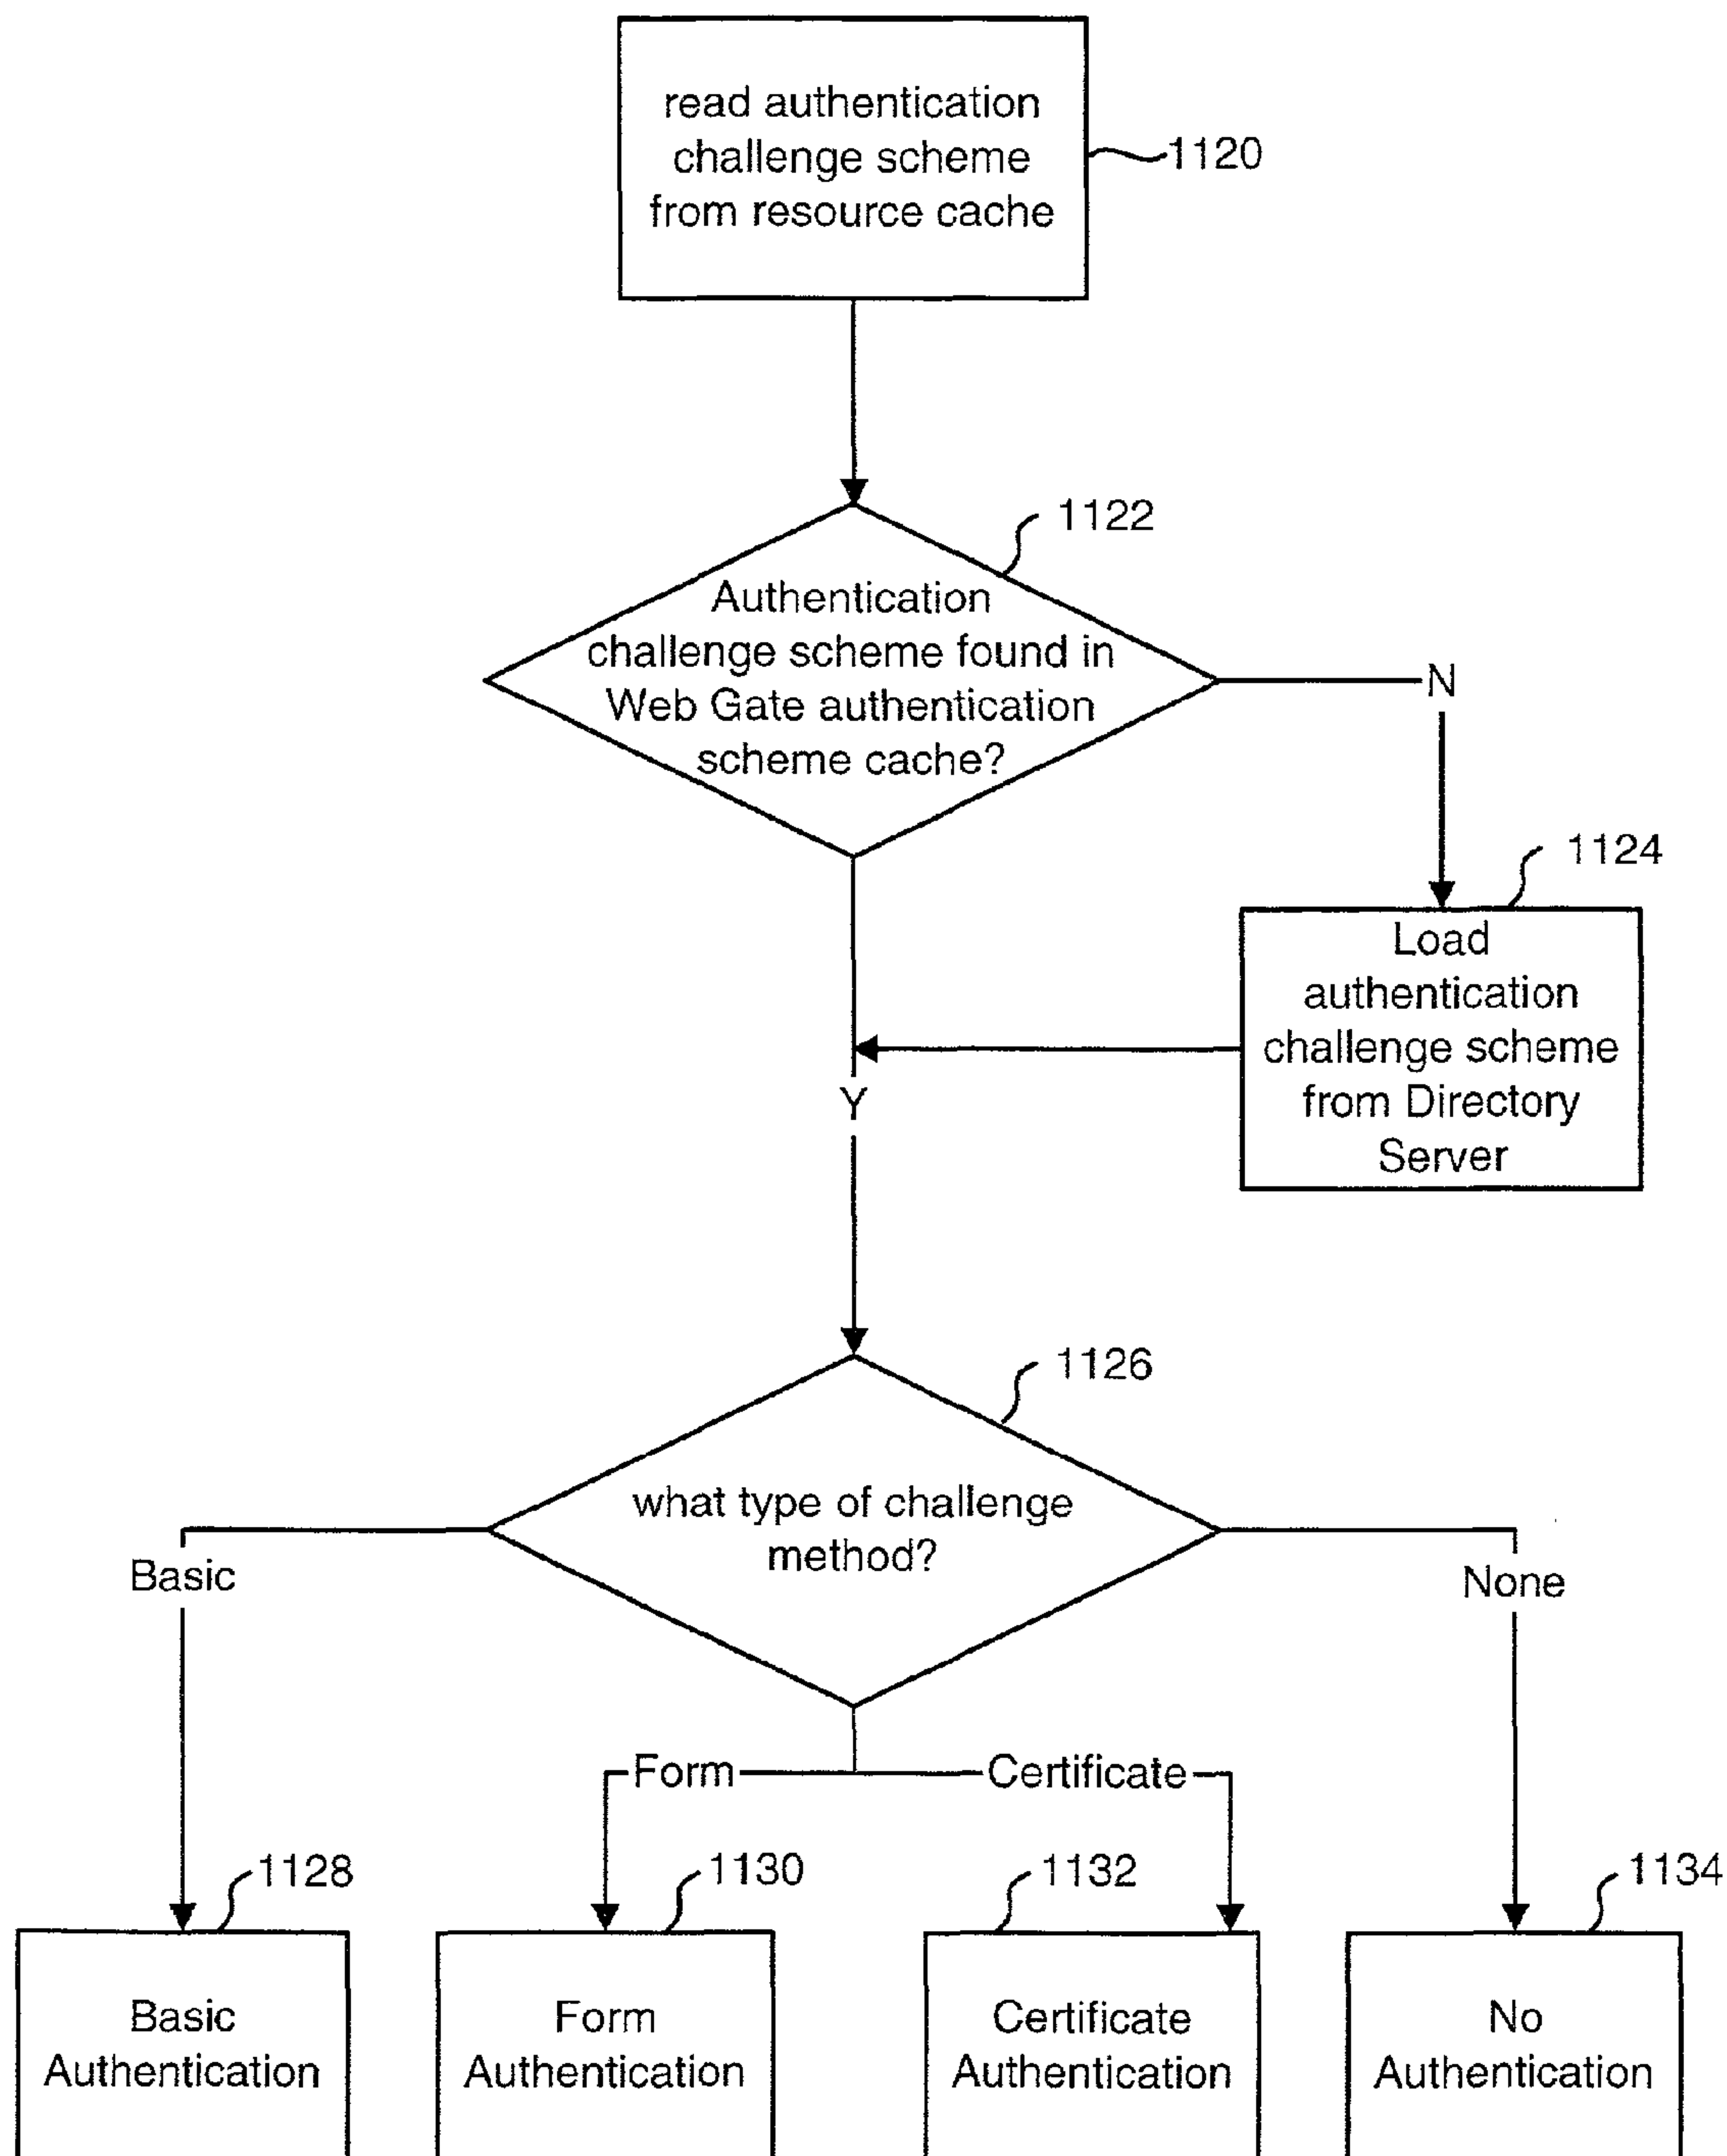 read authentication
challenge scheme
from resource cache
1120
1122
Authentication
challenge scheme found in
Web Gate authentication
scheme cache?
N
1124
Load
authentication
challenge scheme
from Directory
Server
Y
1126
what type of challenge
method?
Basic
None
Form
Certificate
1128
1130
1132
1134
Basic
Authentication
Form
Authentication
Certificate
Authentication
No
Authentication